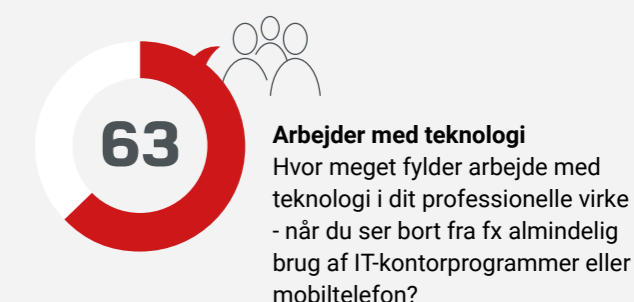 63
Arbejder med teknologi
Hvor meget fylder arbejde med
teknologi i dit professionelle virke
- når du ser bort fra fx almindelig
brug af IT-kontorprogrammer eller
mobiltelefon?